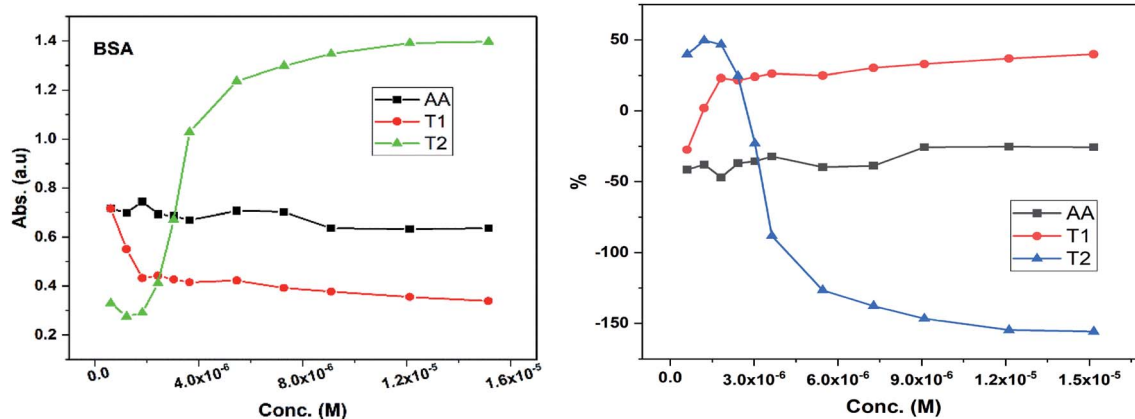 BSA
AA
T1
T2
1.4
1.2
1.0
0.8
0.6
0.4
0.2
Abs. (a.u)
0.0
4.0x10⁻⁶
8.0x10⁻⁶
1.2x10⁻⁵
1.6x10⁻⁵
Conc. (M)
50
25
0
-50
-100
-150
%
AA
T1
T2
0.0
3.0x10⁻⁶
6.0x10⁻⁶
9.0x10⁻⁶
1.2x10⁻⁵
1.5x10⁻⁵
Conc. (M)